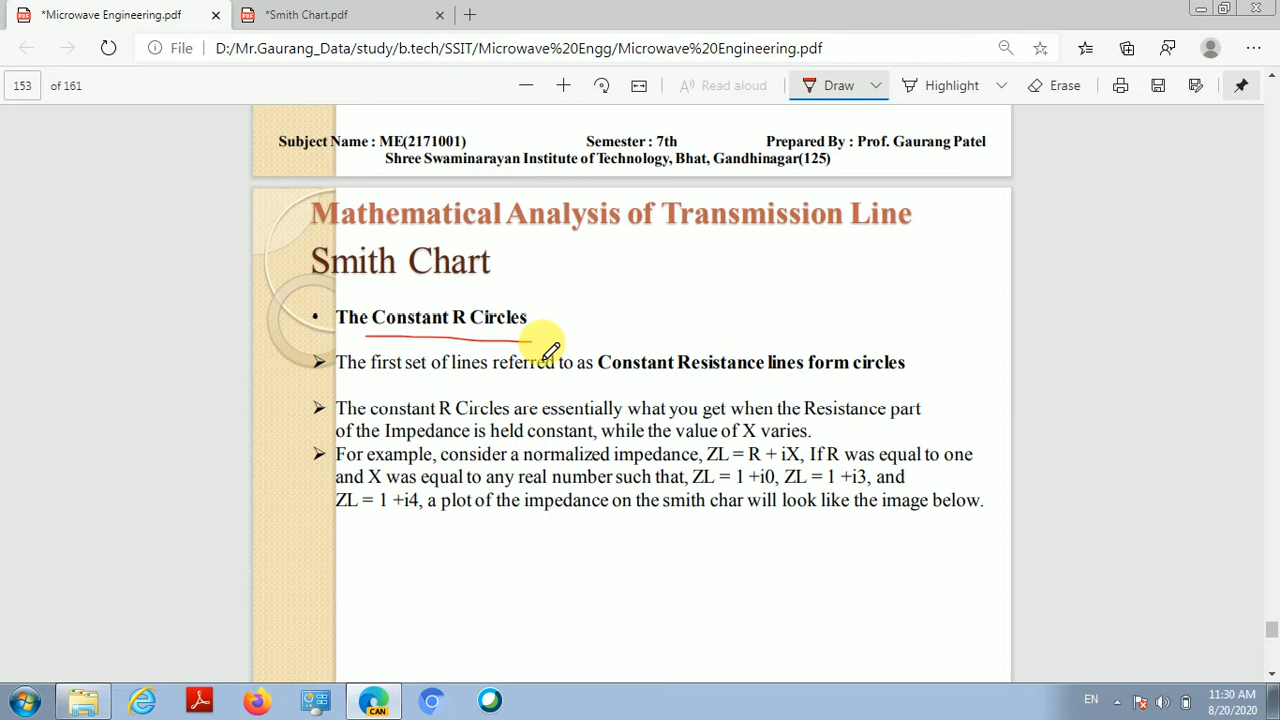 *Microwave Engineering.pdf
*Smith Chart.pdf
File D:/Mr.Gaurang_Data/study/b.tech/SSIT/Microwave%20Engg/Microwave%20Engineering.pdf
153 of 161 Read aloud Draw Highlight Erase
Subject Name : ME(2171001) Semester : 7th Prepared By : Prof. Gaurang Patel
Shree Swaminarayan Institute of Technology, Bhat, Gandhinagar(125)
Mathematical Analysis of Transmission Line
Smith Chart
• The Constant R Circles
➢ The first set of lines referred to as Constant Resistance lines form circles
➢ The constant R Circles are essentially what you get when the Resistance part
of the Impedance is held constant, while the value of X varies.
➢ For example, consider a normalized impedance, ZL = R + iX, If R was equal to one
and X was equal to any real number such that, ZL = 1 +i0, ZL = 1 +i3, and
ZL = 1 +i4, a plot of the impedance on the smith char will look like the image below.
CAN
EN
11:30 AM
8/20/2020